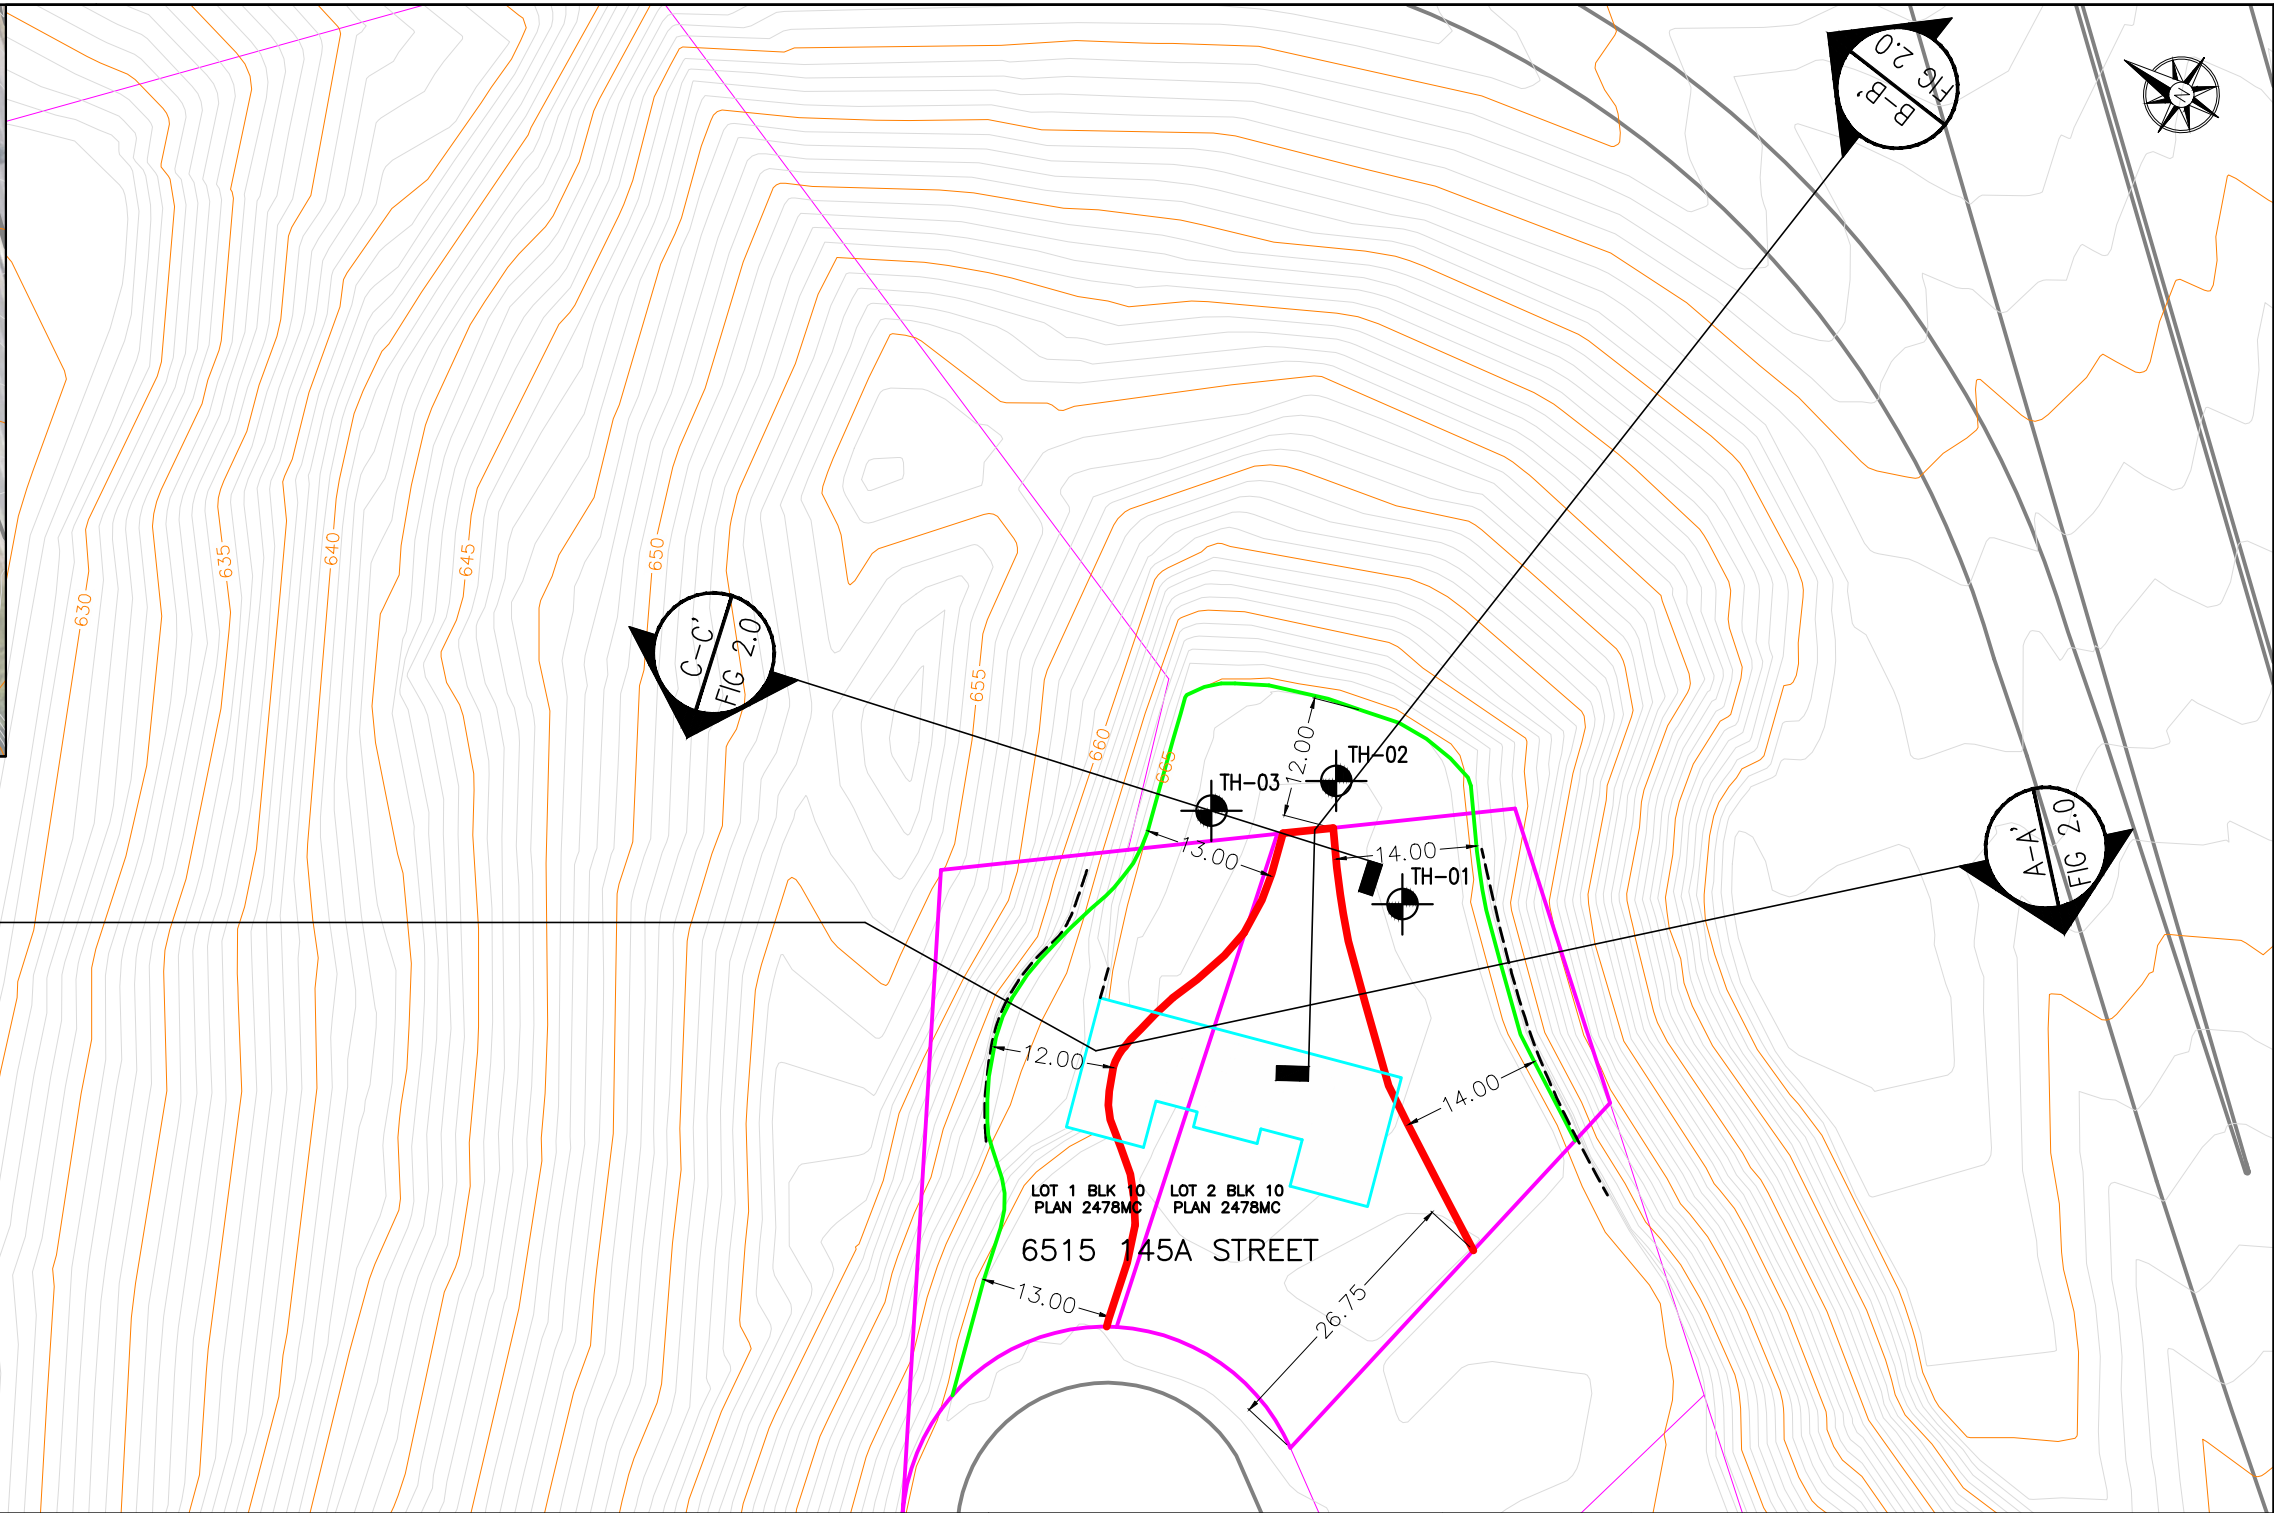 B-B'
FIG 2.0
N
630
635
640
645
650
C-C'
FIG 2.0
655
660
665
12.00
TH-02
TH-03
13.00
14.00
TH-01
A-A'
FIG 2.0
12.00
14.00
LOT 1 BLK 10
PLAN 2478MC
LOT 2 BLK 10
PLAN 2478MC
6515 145A STREET
13.00
26.75